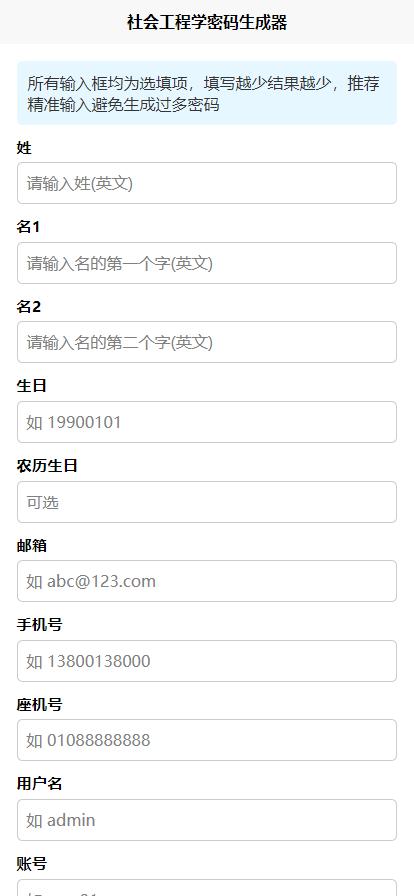 社会工程学密码生成器
所有输入框均为选填项，填写越少结果越少，推荐
精准输入避免生成过多密码
姓
请输入姓(英文)
名1
请输入名的第一个字(英文)
名2
请输入名的第二个字(英文)
生日
如 19900101
农历生日
可选
邮箱
如 abc@123.com
手机号
如 13800138000
座机号
如 01088888888
用户名
如 admin
账号